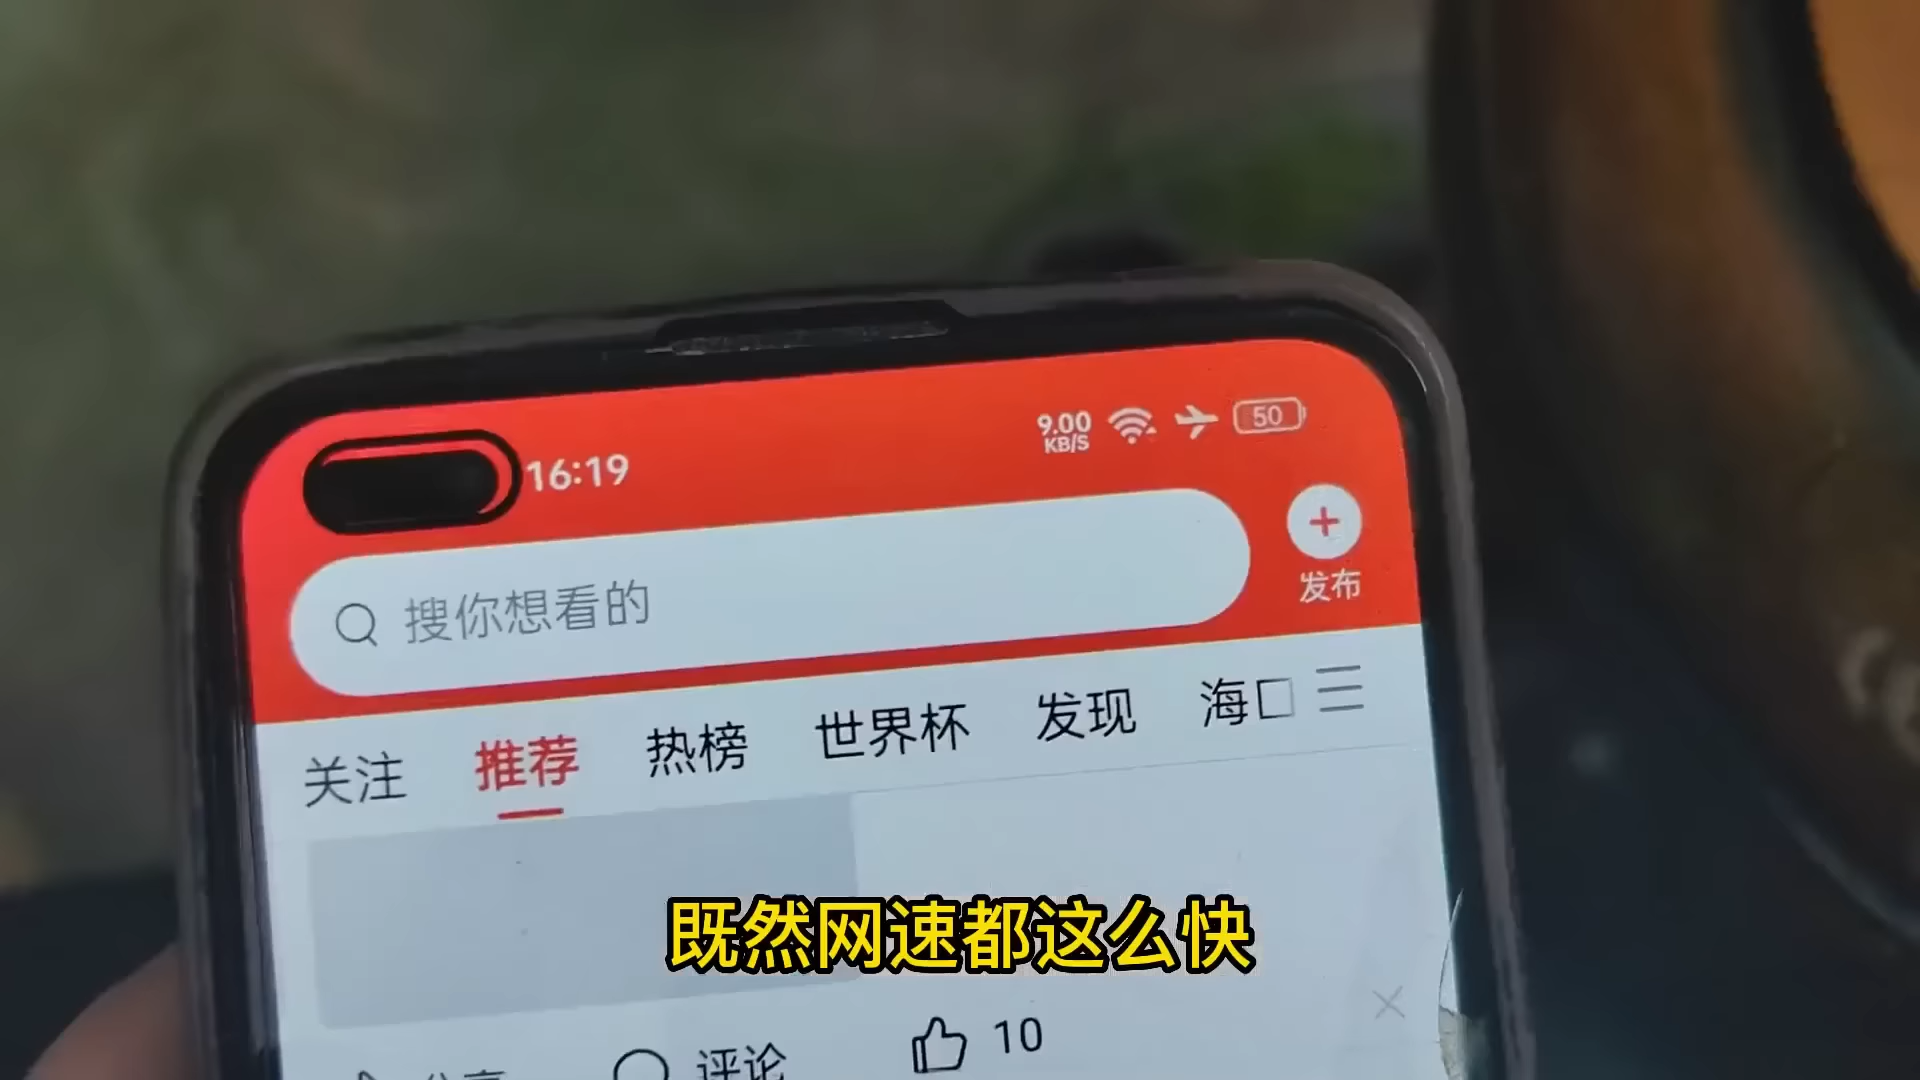 16:19
9.00
KB/S
50
搜你想看的
发布
关注 推荐 热榜 世界杯 发现 海口
既然网速都这么快
评论 10